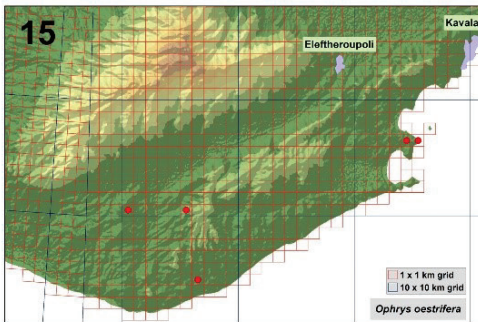 15
Kavala
Eleftheroupoli
1 x 1 km grid
10 x 10 km grid
Ophrys oestrifera